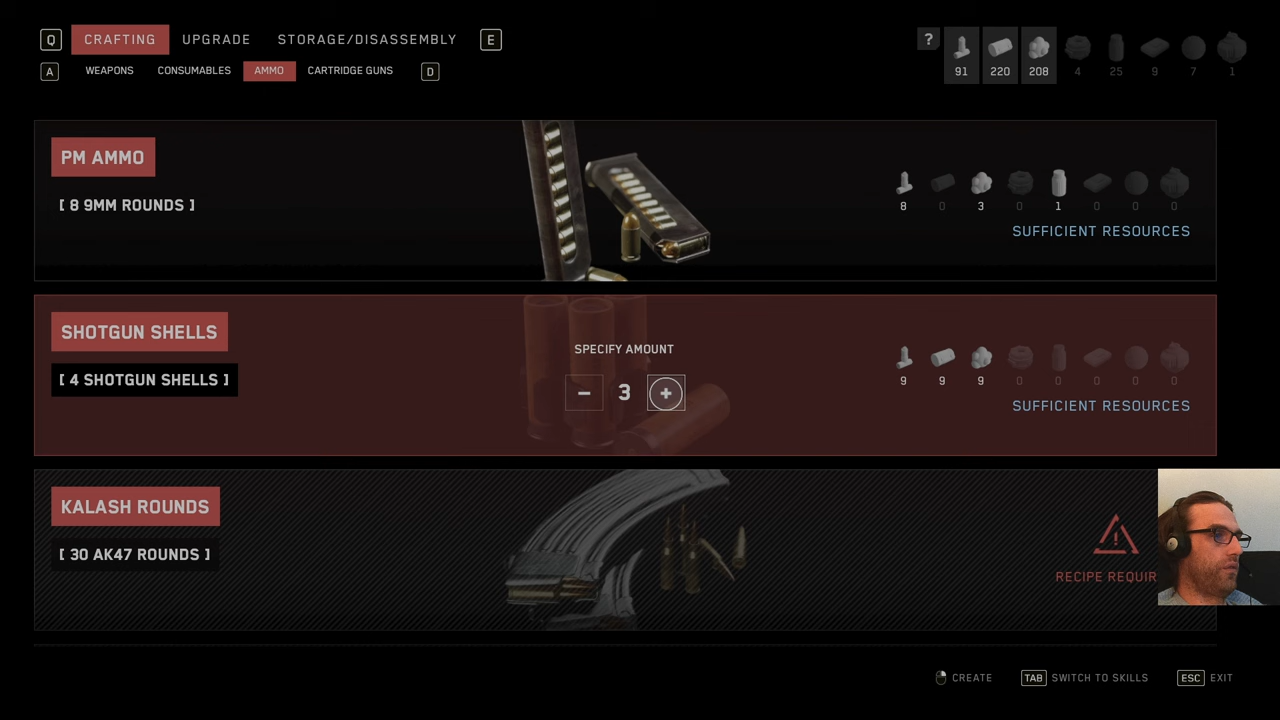 Q CRAFTING UPGRADE STORAGE/DISASSEMBLY E
A WEAPONS CONSUMABLES AMMO CARTRIDGE GUNS D
? 91 220 208 4 25 9 7 1
PM AMMO
[ 8 9MM ROUNDS ]
8 0 3 0 1 0 0 0
SUFFICIENT RESOURCES
SHOTGUN SHELLS
[ 4 SHOTGUN SHELLS ]
SPECIFY AMOUNT
− 3 +
9 9 9 0 0 0 0 0
SUFFICIENT RESOURCES
KALASH ROUNDS
[ 30 AK47 ROUNDS ]
!
RECIPE REQUIR
CREATE TAB SWITCH TO SKILLS ESC EXIT